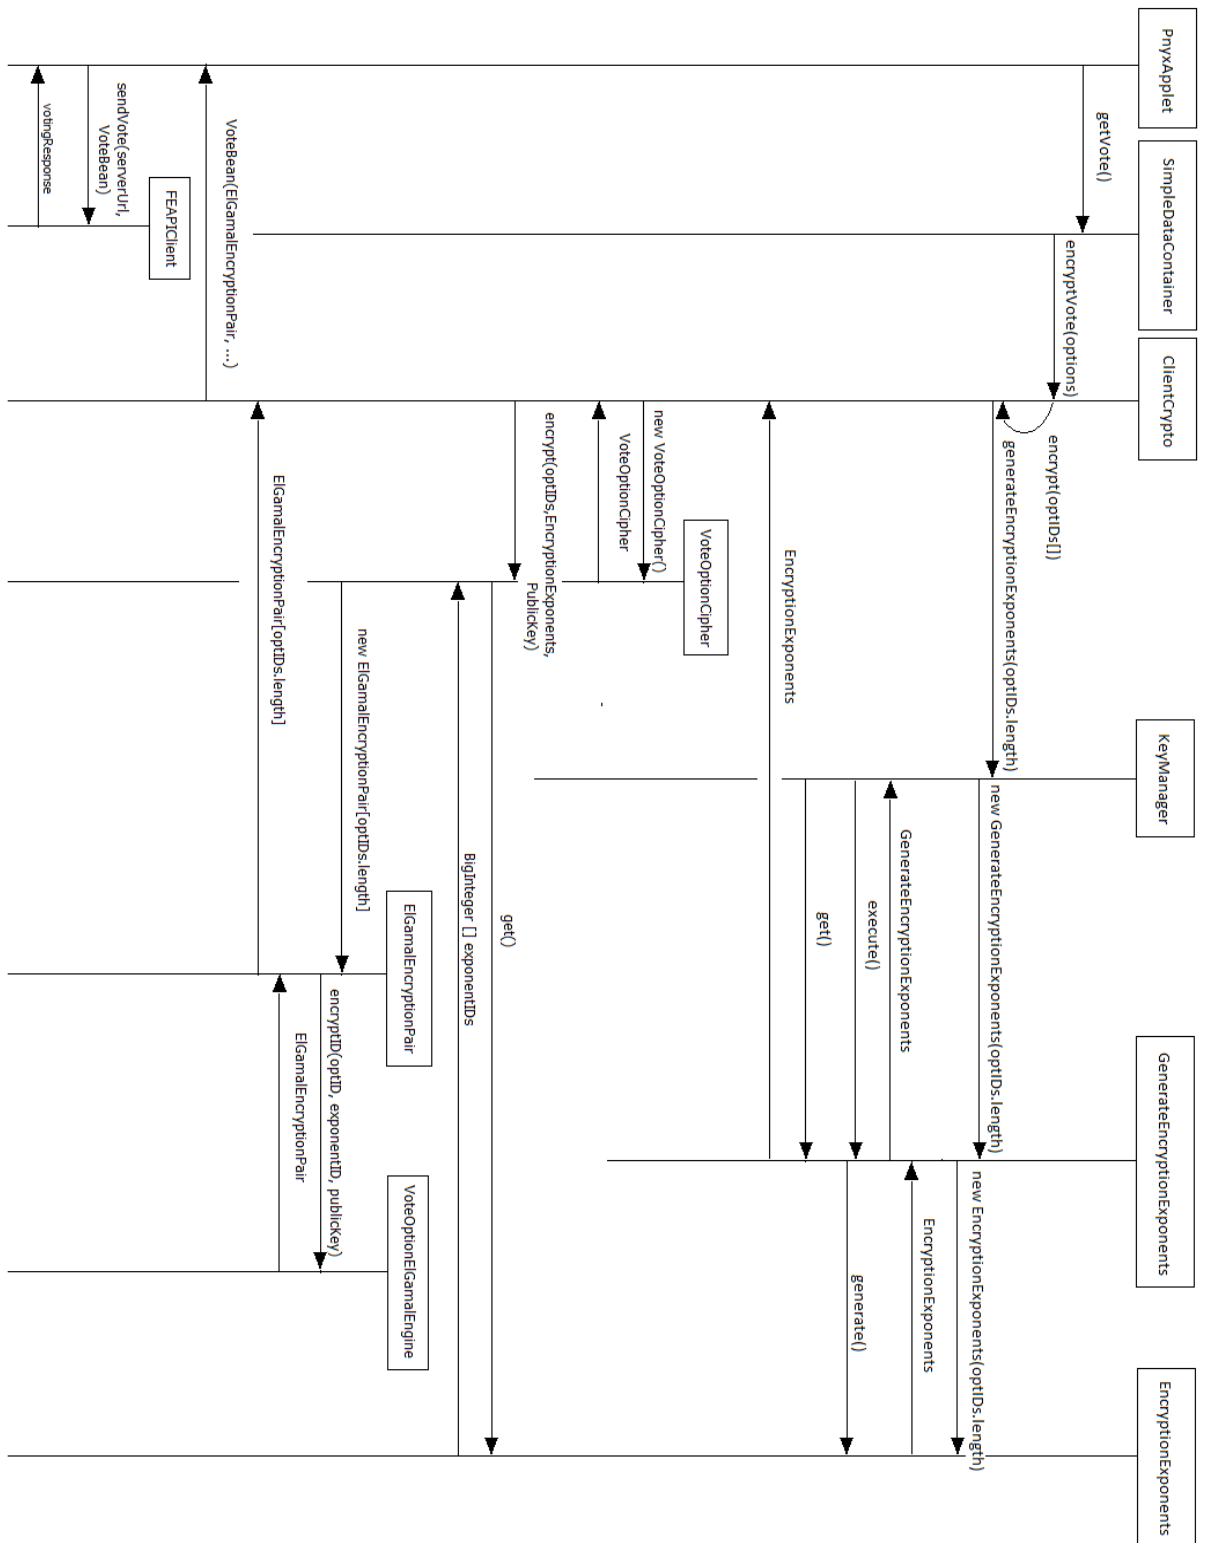 PnyxApplet
SimpleDataContainer
ClientCrypto
KeyManager
GenerateEncryptionExponents
EncryptionExponents
getVote()
encryptVote(options)
encrypt(optIDs[])
generateEncryptionExponents(optIDs.length)
new GenerateEncryptionExponents(optIDs.length)
new EncryptionExponents(optIDs.length)
EncryptionExponents
GenerateEncryptionExponents
execute()
generate()
get()
EncryptionExponents
VoteOptionCipher
new VoteOptionCipher()
VoteOptionCipher
encrypt(optIDs,EncryptionExponents,
PublicKey)
get()
BigInteger [] exponentIDs
ElGamalEncryptionPair
VoteOptionElGamalEngine
new ElGamalEncryptionPair[optIDs.length]
encryptID(optID, exponentID, publicKey)
ElGamalEncryptionPair
ElGamalEncryptionPair[optIDs.length]
VoteBean(ElGamalEncryptionPair, ...)
FEAPIClient
sendVote(serverUrl,
VoteBean)
votingResponse